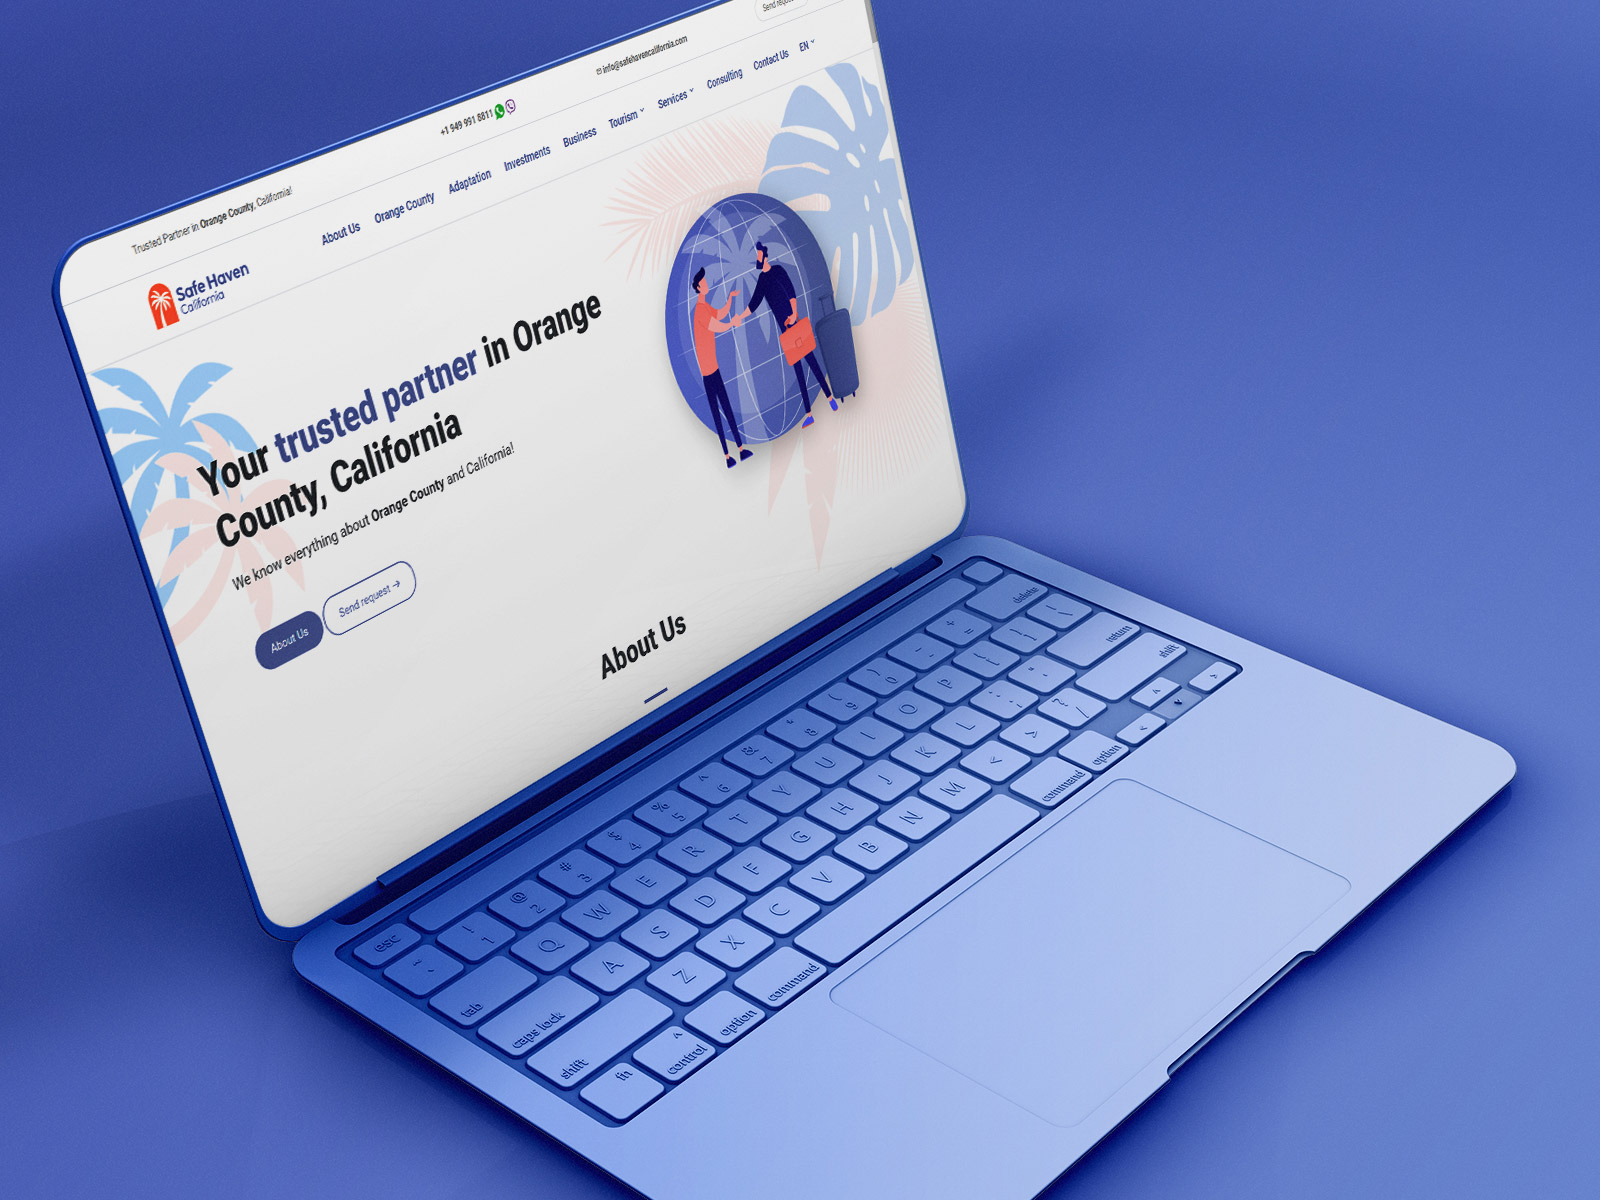 Send request
+1 949 991 8811
info@safehavencalifornia.com
Trusted Partner in Orange County, California!
Safe Haven
California
About Us Orange County Adaptation Investments Business Tourism Services Consulting Contact Us EN
Your trusted partner in Orange
County, California
We know everything about Orange County and California!
About Us
Send request →
About Us
esc
! 1 @ 2 # 3 $ 4 % 5 ^ 6 & 7 * 8 ( 9 ) 0 - + = delete
tab Q W E R T Y U I O P { [ } ] | \
caps lock A S D F G H J K L : ; " ' return
shift Z X C V B N M < > ? / shift
fn ^ control option command command option